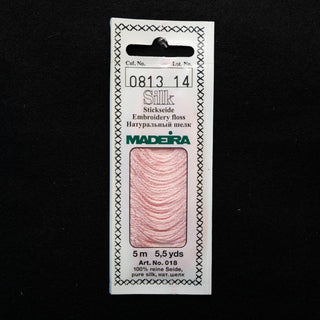 Col. No. Lot. No.
0813 14
Silk
Stickseide
Embroidery floss
Натуральный шелк
MADEIRA
5 m 5,5 yds
Art. No. 018
100% reine Seide,
pure silk, нат. шелк